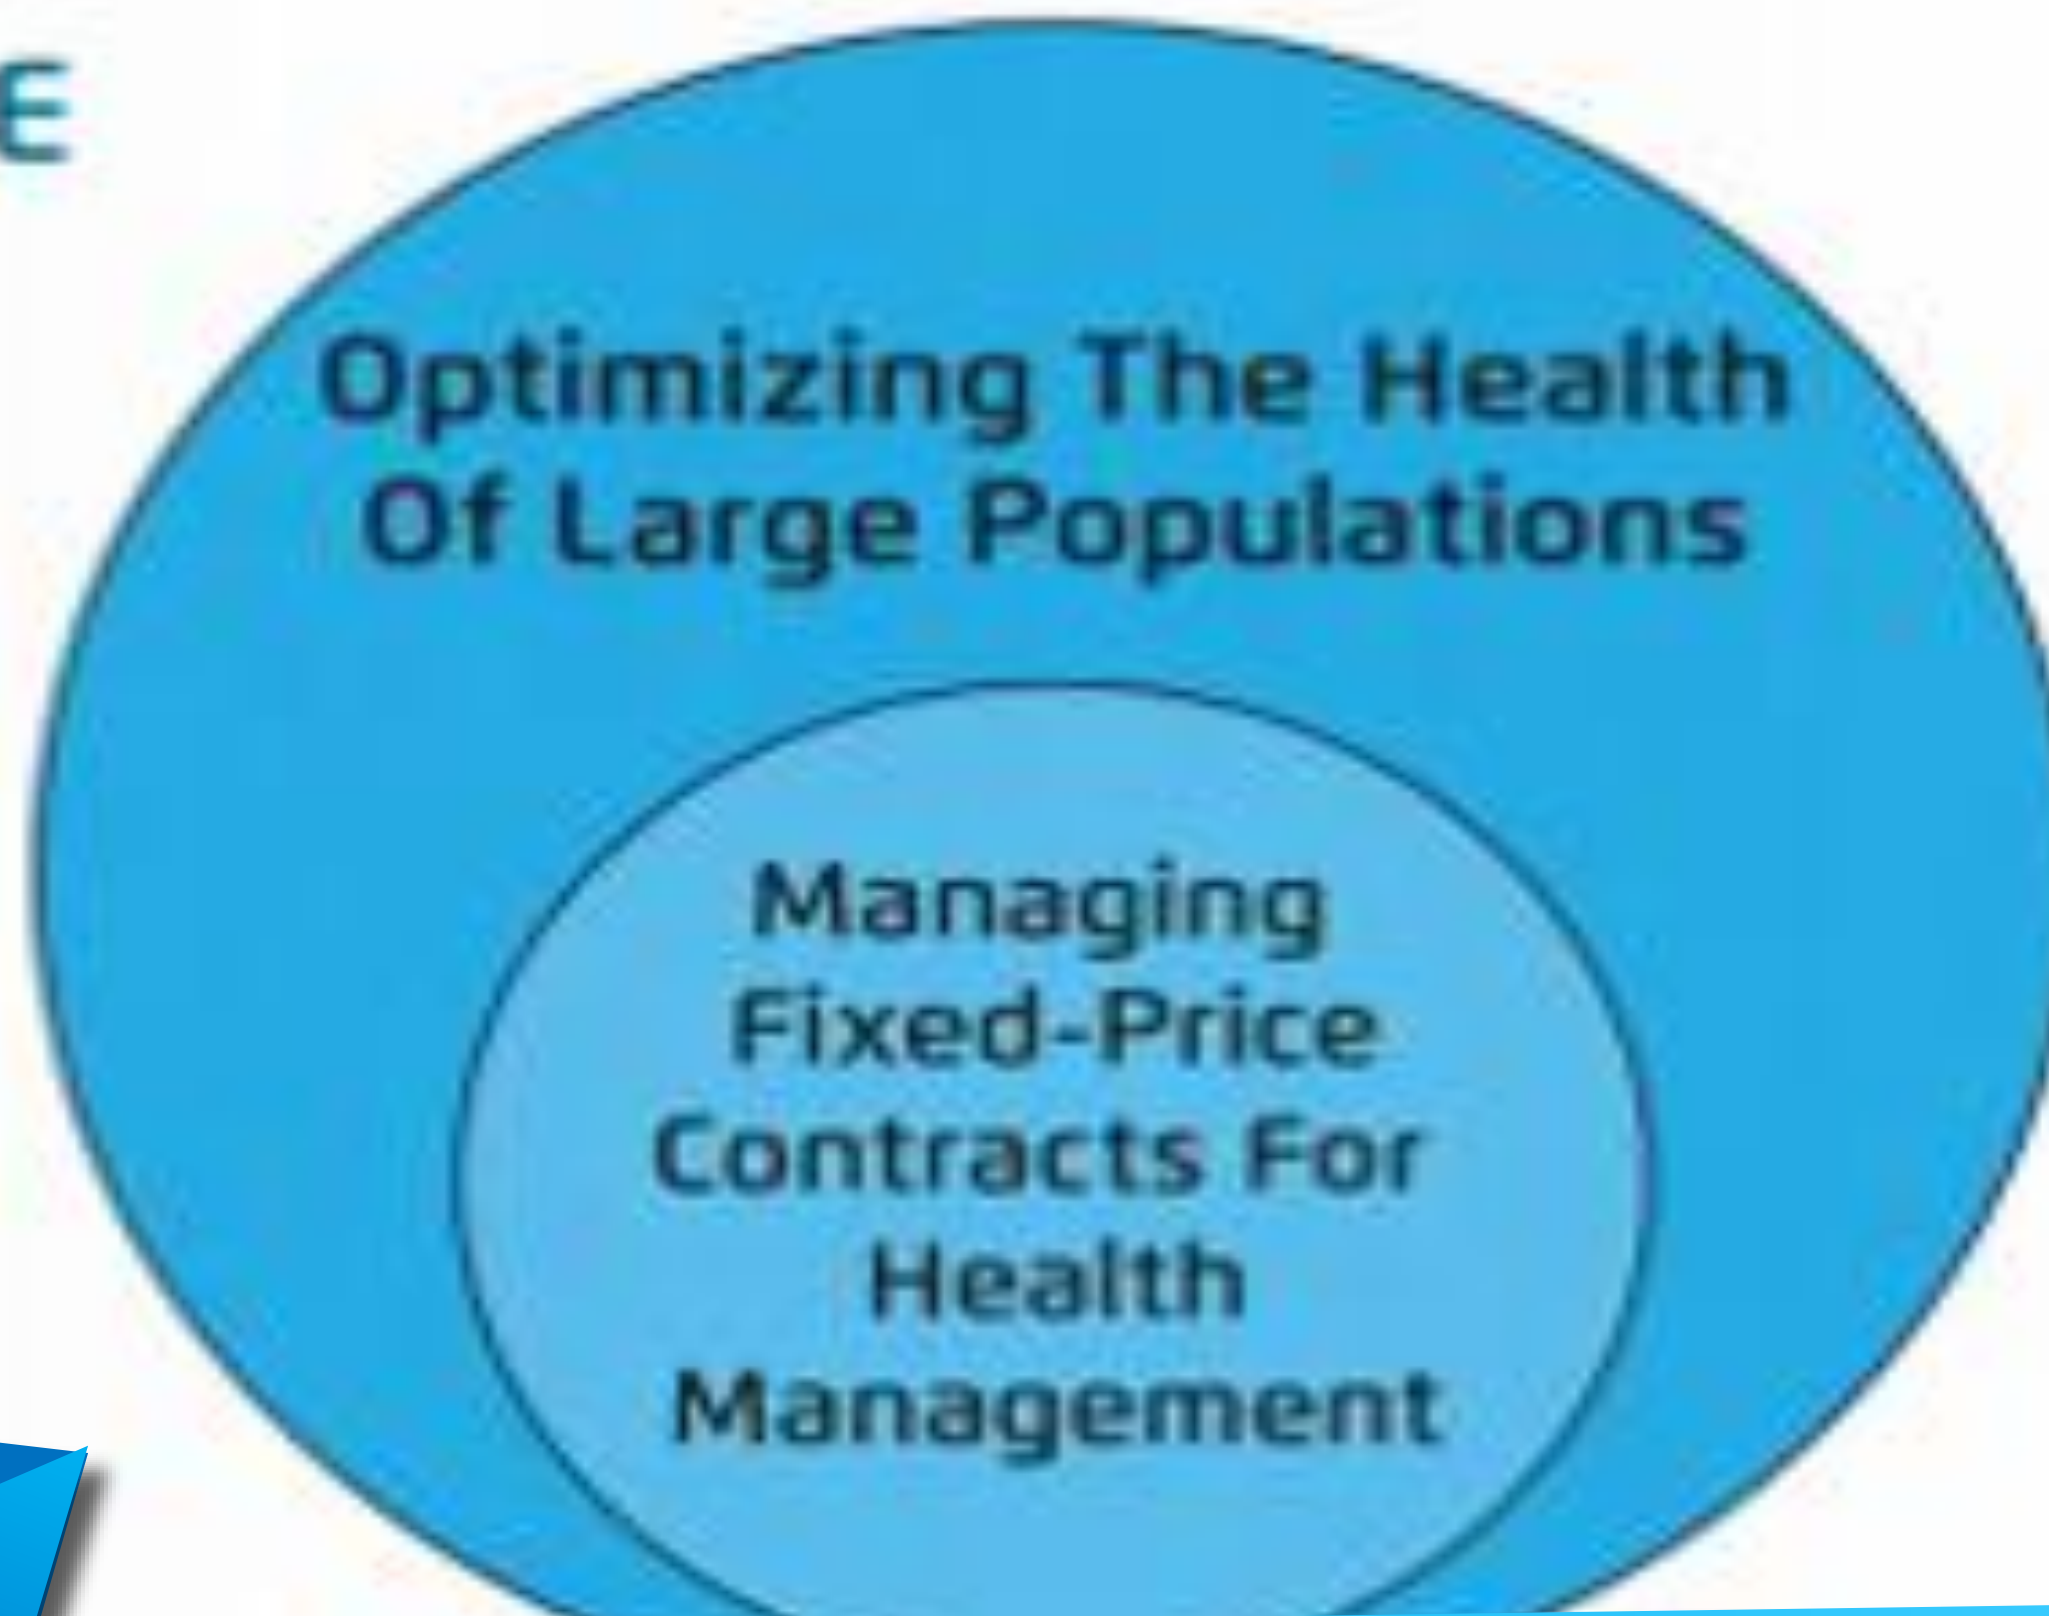 E
Optimizing The Health
Of Large Populations
Managing
Fixed-Price
Contracts For
Health
Management